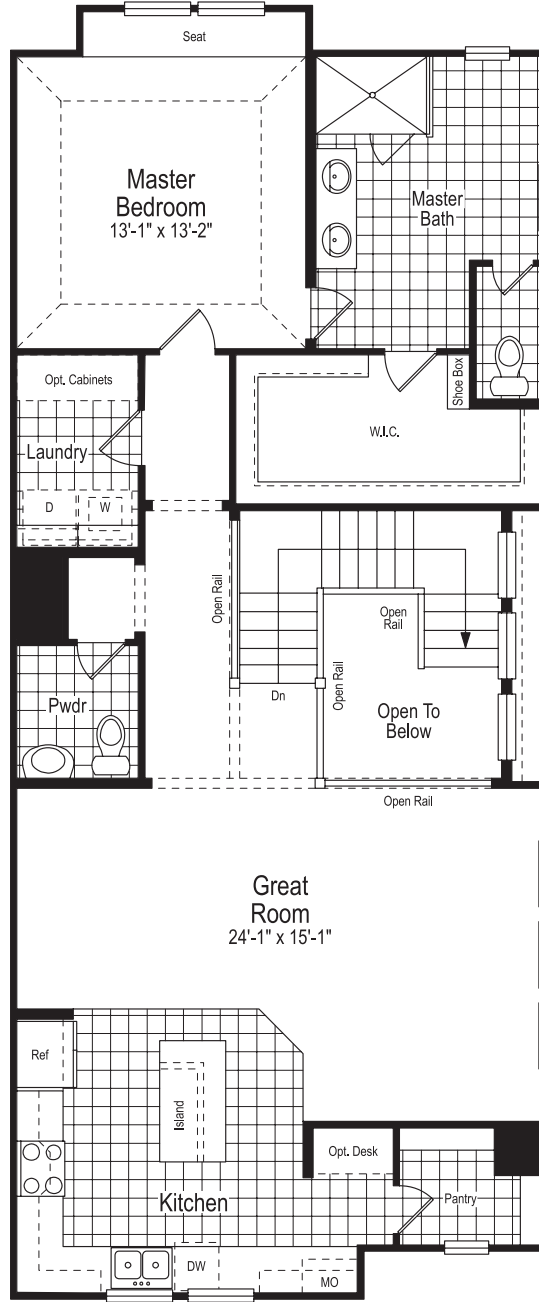 Seat
Master
Bedroom
13'-1" x 13'-2"
Master
Bath
Opt. Cabinets
Laundry
D
W
Shoe Box
W.I.C.
Open Rail
Open
Rail
Open Rail
Dn
Pwdr
Open To
Below
Open Rail
Great
Room
24'-1" x 15'-1"
Ref
Island
Opt. Desk
Kitchen
Pantry
DW
MO